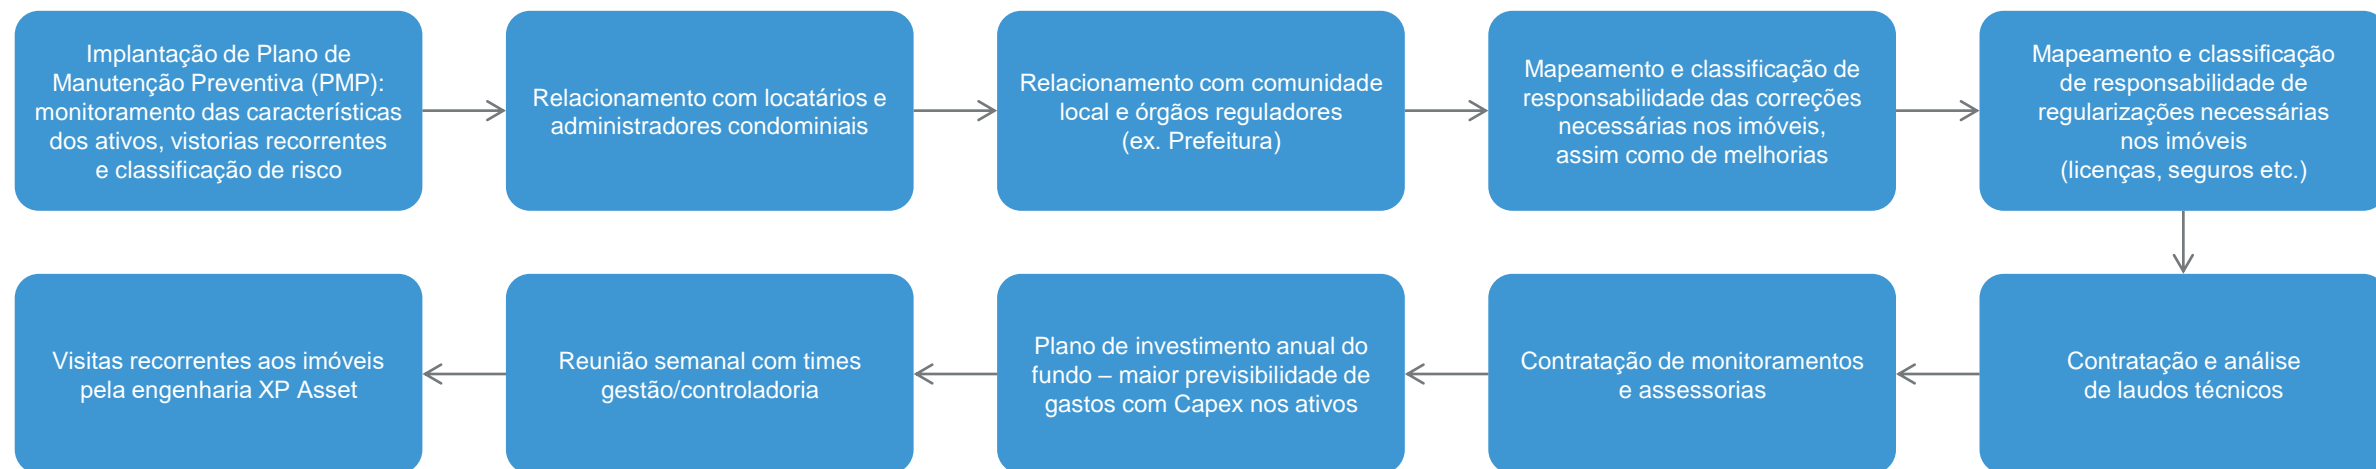 Implantação de Plano de
Manutenção Preventiva (PMP):
monitoramento das características
dos ativos, vistorias recorrentes
e classificação de risco
Relacionamento com locatários e
administradores condominiais
Relacionamento com comunidade
local e órgãos reguladores
(ex. Prefeitura)
Mapeamento e classificação de
responsabilidade das correções
necessárias nos imóveis,
assim como de melhorias
Mapeamento e classificação
de responsabilidade de
regularizações necessárias
nos imóveis
(licenças, seguros etc.)
Contratação e análise
de laudos técnicos
Contratação de monitoramentos
e assessorias
Plano de investimento anual do
fundo – maior previsibilidade de
gastos com Capex nos ativos
Reunião semanal com times
gestão/controladoria
Visitas recorrentes aos imóveis
pela engenharia XP Asset